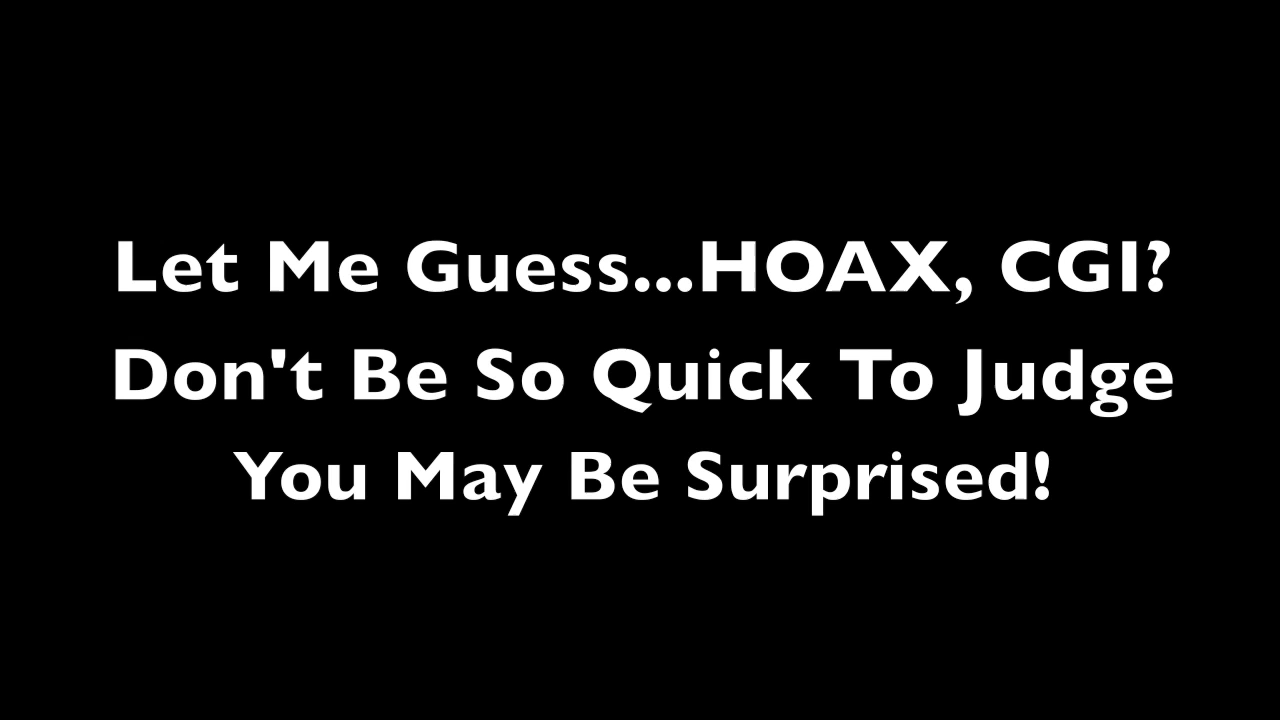 Let Me Guess...HOAX, CGI?
Don't Be So Quick To Judge
You May Be Surprised!